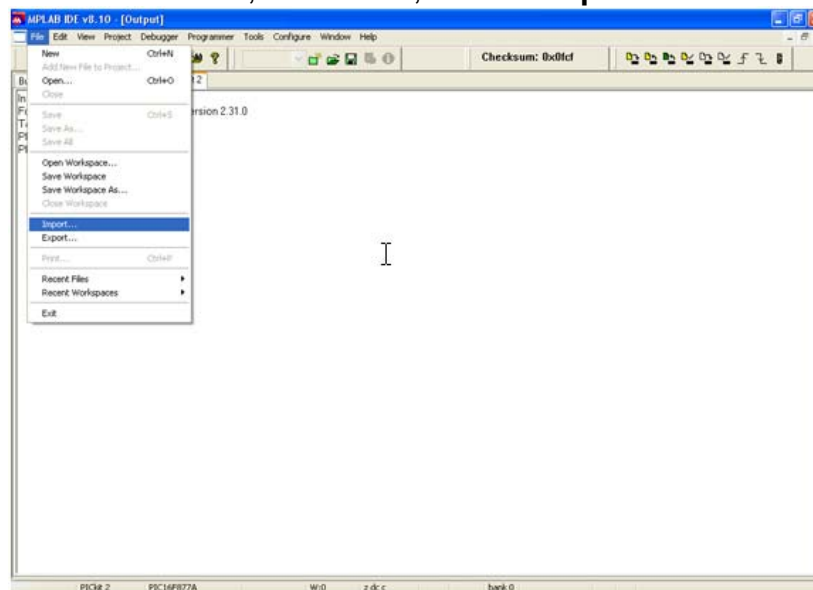 MPLAB IDE v8.10 - [Output]
File Edit View Project Debugger Programmer Tools Configure Window Help
Checksum: 0x0fcf
New Ctrl+N
Add New File to Project...
Open... Ctrl+O
Close
Save Ctrl+S
Save As...
Save All
Open Workspace...
Save Workspace
Save Workspace As...
Close Workspace
Import...
Export...
Print... Ctrl+P
Recent Files
Recent Workspaces
Exit
2
ersion 2.31.0
PICkit 2 PIC16F877A W:0 z dc c bank 0